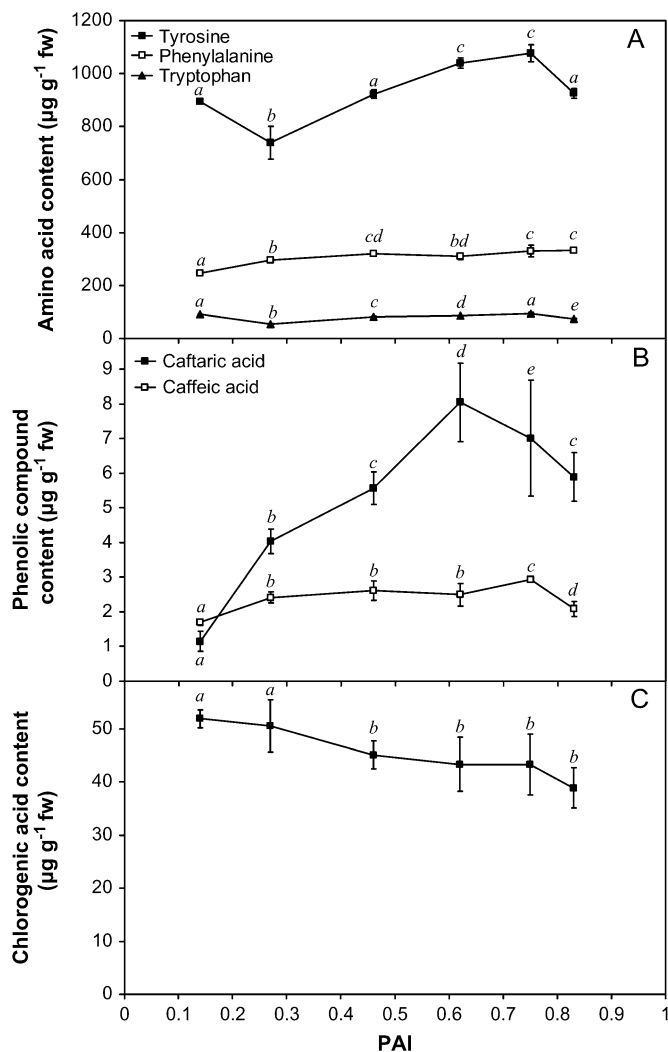 A
Tyrosine
Phenylalanine
Tryptophan
Amino acid content (µg g-1 fw)
1200
1000
800
600
400
200
0
a b a c c a
a b cd bd c c
a b c d a e
B
Caftaric acid
Caffeic acid
Phenolic compound
content (µg g-1 fw)
9
8
7
6
5
4
3
2
1
0
a b c d e c
a b b b c d
C
Chlorogenic acid content
(µg g-1 fw)
50
40
30
20
10
0
a a b b b b
0 0.1 0.2 0.3 0.4 0.5 0.6 0.7 0.8 0.9 1
PAI